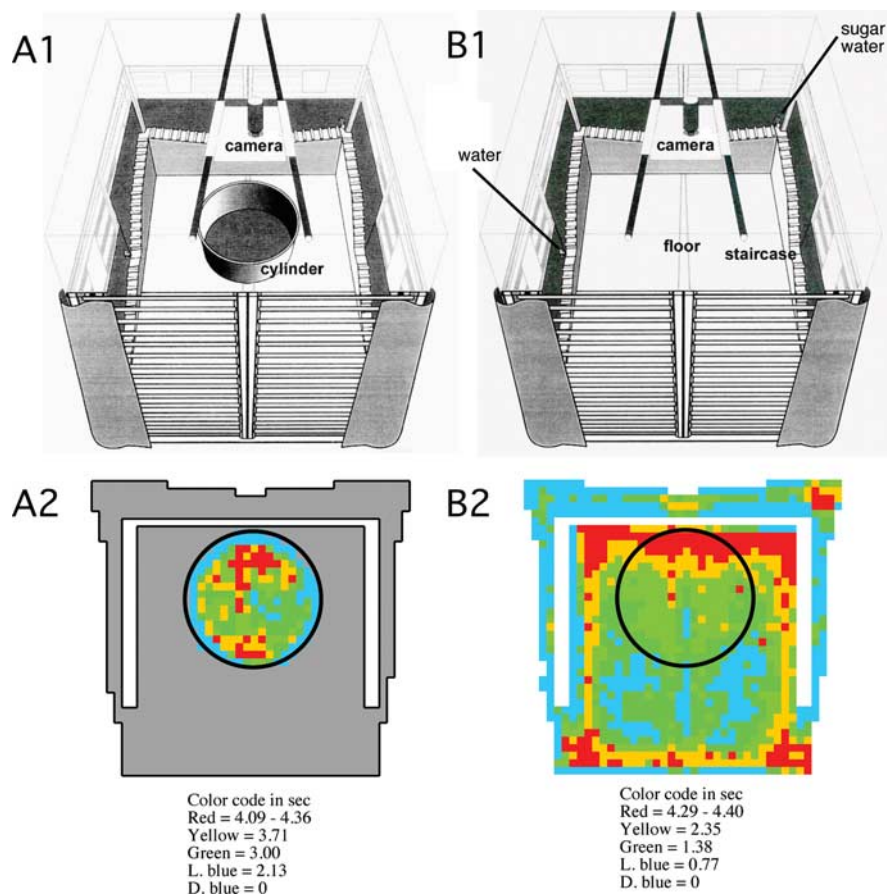 A1
camera
cylinder
B1
sugar
water
water
camera
floor
staircase
A2
Color code in sec
Red = 4.09 - 4.36
Yellow = 3.71
Green = 3.00
L. blue = 2.13
D. blue = 0
B2
Color code in sec
Red = 4.29 - 4.40
Yellow = 2.35
Green = 1.38
L. blue = 0.77
D. blue = 0